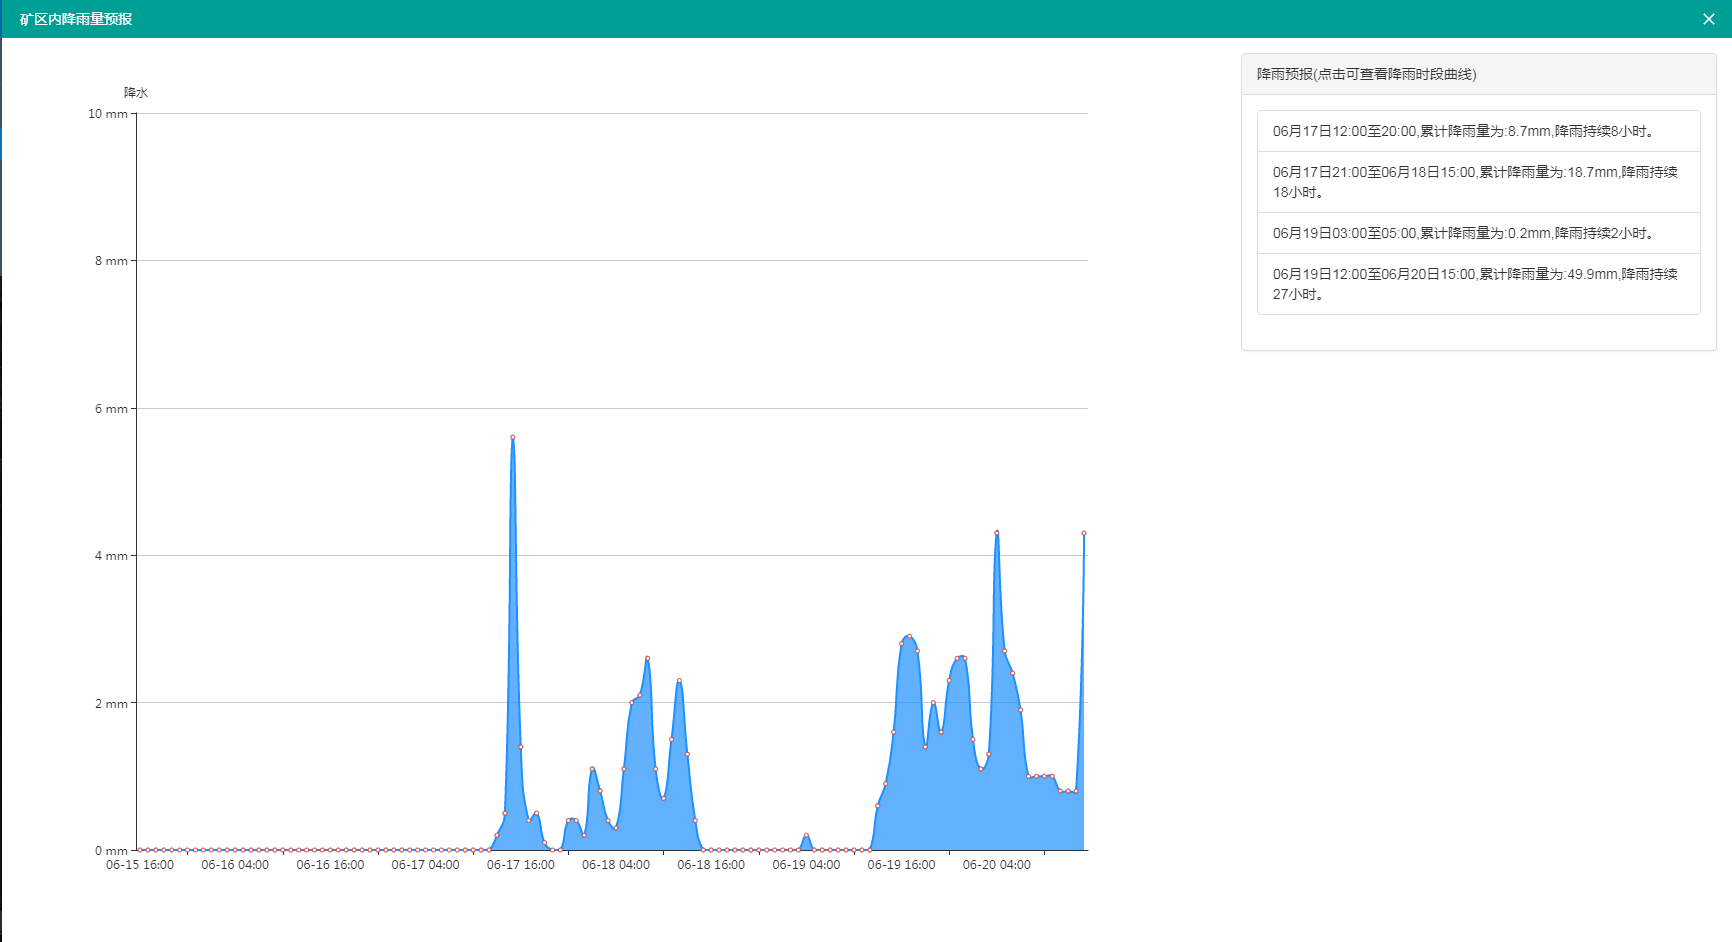 矿区内降雨量预报
降水
10 mm
8 mm
6 mm
4 mm
2 mm
0 mm
06-15 16:00
06-16 04:00
06-16 16:00
06-17 04:00
06-17 16:00
06-18 04:00
06-18 16:00
06-19 04:00
06-19 16:00
06-20 04:00
降雨预报(点击可查看降雨时段曲线)
06月17日12:00至20:00,累计降雨量为:8.7mm,降雨持续8小时。
06月17日21:00至06月18日15:00,累计降雨量为:18.7mm,降雨持续
18小时。
06月19日03:00至05:00,累计降雨量为:0.2mm,降雨持续2小时。
06月19日12:00至06月20日15:00,累计降雨量为:49.9mm,降雨持续
27小时。